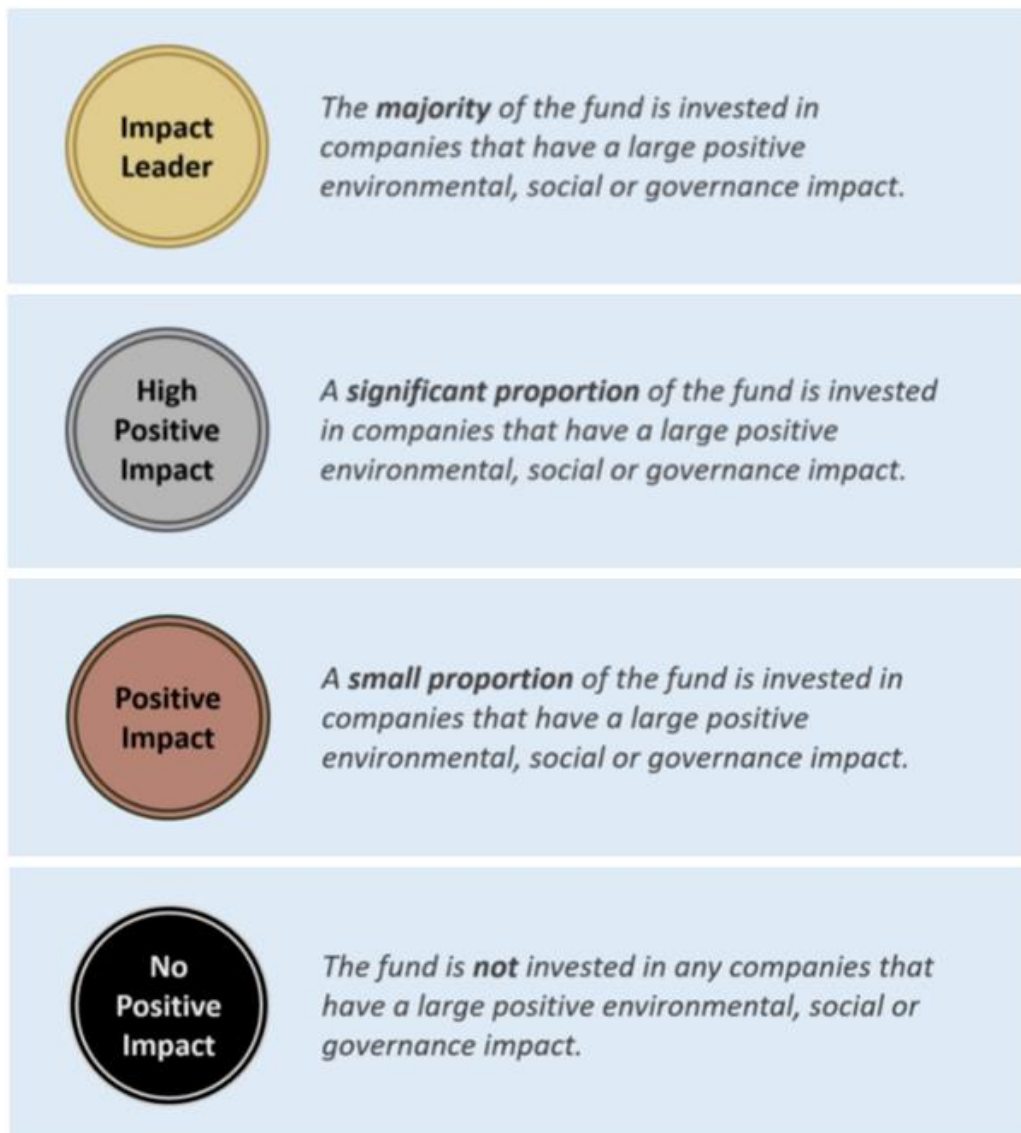 Impact
Leader
The majority of the fund is invested in
companies that have a large positive
environmental, social or governance impact.
High
Positive
Impact
A significant proportion of the fund is invested
in companies that have a large positive
environmental, social or governance impact.
Positive
Impact
A small proportion of the fund is invested in
companies that have a large positive
environmental, social or governance impact.
No
Positive
Impact
The fund is not invested in any companies that
have a large positive environmental, social or
governance impact.